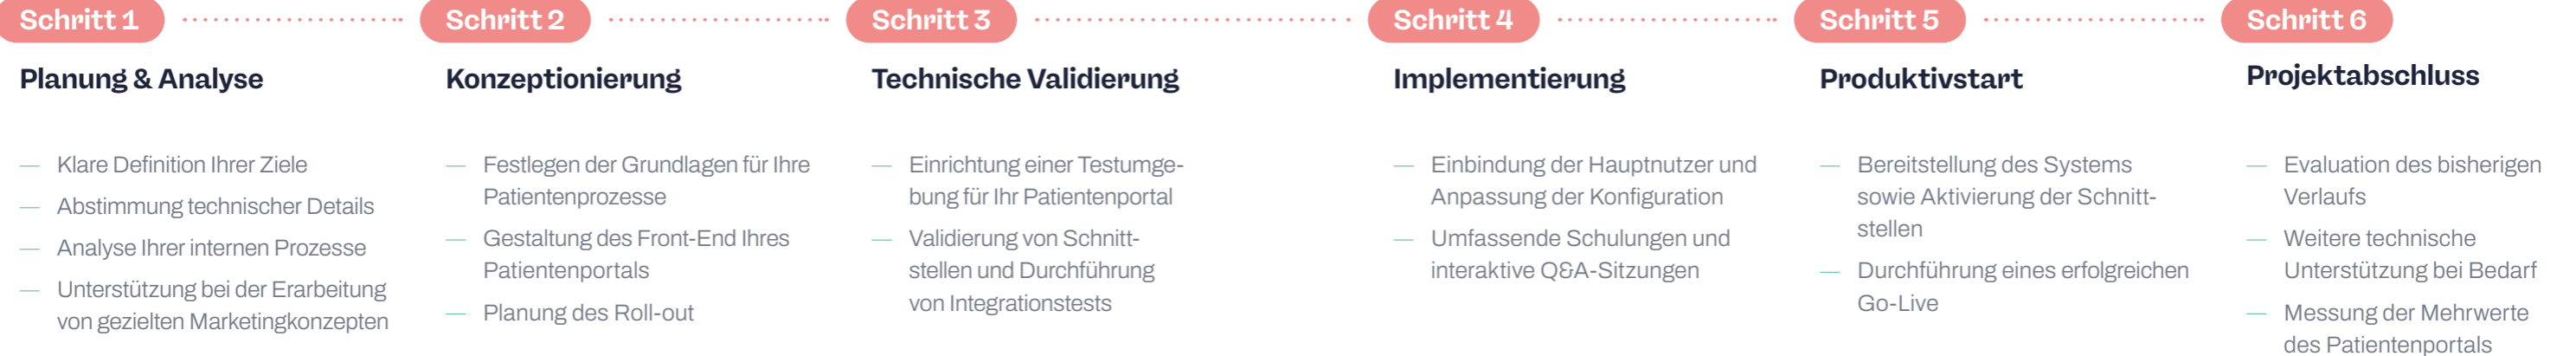 Schritt 1
Planung & Analyse
— Klare Definition Ihrer Ziele
— Abstimmung technischer Details
— Analyse Ihrer internen Prozesse
— Unterstützung bei der Erarbeitung
von gezielten Marketingkonzepten
Schritt 2
Konzeptionierung
— Festlegen der Grundlagen für Ihre
Patientenprozesse
— Gestaltung des Front-End Ihres
Patientenportals
— Planung des Roll-out
Schritt 3
Technische Validierung
— Einrichtung einer Testumge-
bung für Ihr Patientenportal
— Validierung von Schnitt-
stellen und Durchführung
von Integrationstests
Schritt 4
Implementierung
— Einbindung der Hauptnutzer und
Anpassung der Konfiguration
— Umfassende Schulungen und
interaktive Q&A-Sitzungen
Schritt 5
Produktivstart
— Bereitstellung des Systems
sowie Aktivierung der Schnitt-
stellen
— Durchführung eines erfolgreichen
Go-Live
Schritt 6
Projektabschluss
— Evaluation des bisherigen
Verlaufs
— Weitere technische
Unterstützung bei Bedarf
— Messung der Mehrwerte
des Patientenportals